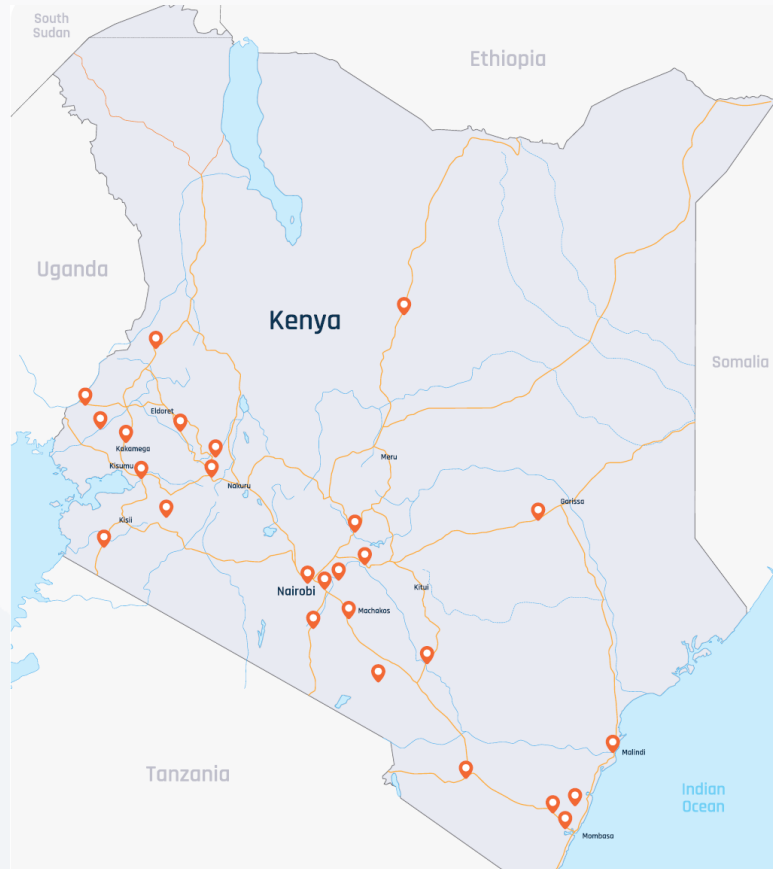 South
Sudan
Ethiopia
Uganda
Kenya
Somalia
Eldoret
Kakamega
Kisumu
Meru
Nakuru
Garissa
Kisii
Nairobi
Kitui
Machakos
Malindi
Tanzania
Indian
Ocean
Mombasa